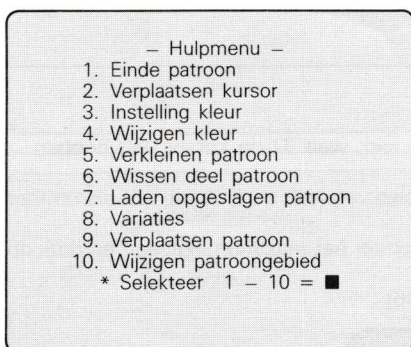 – Hulpmenu –
1. Einde patroon
2. Verplaatsen kursor
3. Instelling kleur
4. Wijzigen kleur
5. Verkleinen patroon
6. Wissen deel patroon
7. Laden opgeslagen patroon
8. Variaties
9. Verplaatsen patroon
10. Wijzigen patroongebied
* Selekteer 1 – 10 = ■